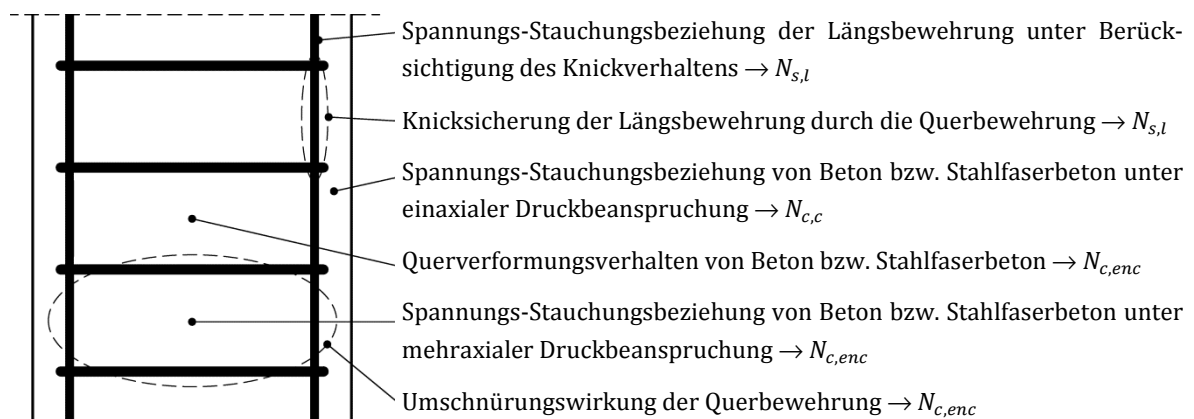 Spannungs-Stauchungsbeziehung der Längsbewehrung unter Berück-
sichtigung des Knickverhaltens → N_{s,l}
Knicksicherung der Längsbewehrung durch die Querbewehrung → N_{s,l}
Spannungs-Stauchungsbeziehung von Beton bzw. Stahlfaserbeton unter
einaxialer Druckbeanspruchung → N_{c,c}
Querverformungsverhalten von Beton bzw. Stahlfaserbeton → N_{c,enc}
Spannungs-Stauchungsbeziehung von Beton bzw. Stahlfaserbeton unter
mehraxialer Druckbeanspruchung → N_{c,enc}
Umschnürungswirkung der Querbewehrung → N_{c,enc}